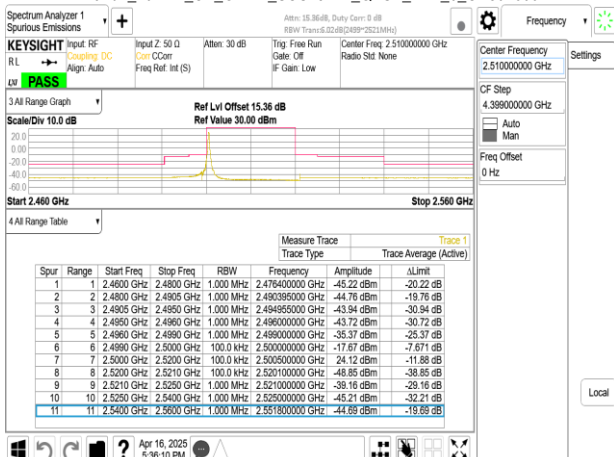 Spectrum Analyzer 1
Spurious Emissions
Attn: 15.36dB, Duty Corr: 0 dB
RBW Trans:6.02dB(2499~2521MHz)
Frequency
KEYSIGHT
Input: RF
Input Z: 50 Ω
Atten: 30 dB
Trig: Free Run
Center Freq: 2.510000000 GHz
RL
Coupling: DC
Corr CCorr
Gate: Off
Radio Std: None
Align: Auto
Freq Ref: Int (S)
IF Gain: Low
PASS
Center Frequency
2.510000000 GHz
Settings
CF Step
4.399000000 GHz
Auto
Man
Freq Offset
0 Hz
3 All Range Graph
Ref Lvl Offset 15.36 dB
Scale/Div 10.0 dB
Ref Value 30.00 dBm
20.0
0.00
-20.0
-40.0
-60.0
Start 2.460 GHz
Stop 2.560 GHz
4 All Range Table
Measure Trace Trace 1
Trace Type Trace Average (Active)
Spur Range Start Freq Stop Freq RBW Frequency Amplitude ΔLimit
1 1 2.4600 GHz 2.4800 GHz 1.000 MHz 2.476400000 GHz -45.22 dBm -20.22 dB
2 2 2.4800 GHz 2.4905 GHz 1.000 MHz 2.490395000 GHz -44.76 dBm -19.76 dB
3 3 2.4905 GHz 2.4950 GHz 1.000 MHz 2.494955000 GHz -43.94 dBm -30.94 dB
4 4 2.4950 GHz 2.4960 GHz 1.000 MHz 2.496000000 GHz -43.72 dBm -30.72 dB
5 5 2.4960 GHz 2.4990 GHz 1.000 MHz 2.499000000 GHz -35.37 dBm -25.37 dB
6 6 2.4990 GHz 2.5000 GHz 100.0 kHz 2.500000000 GHz -17.67 dBm -7.671 dB
7 7 2.5000 GHz 2.5200 GHz 100.0 kHz 2.500500000 GHz 24.12 dBm -11.88 dB
8 8 2.5200 GHz 2.5210 GHz 100.0 kHz 2.520100000 GHz -48.85 dBm -38.85 dB
9 9 2.5210 GHz 2.5250 GHz 1.000 MHz 2.521000000 GHz -39.16 dBm -29.16 dB
10 10 2.5250 GHz 2.5400 GHz 1.000 MHz 2.525000000 GHz -45.21 dBm -32.21 dB
11 11 2.5400 GHz 2.5600 GHz 1.000 MHz 2.551800000 GHz -44.69 dBm -19.69 dB
Local
Apr 16, 2025
5:36:10 PM